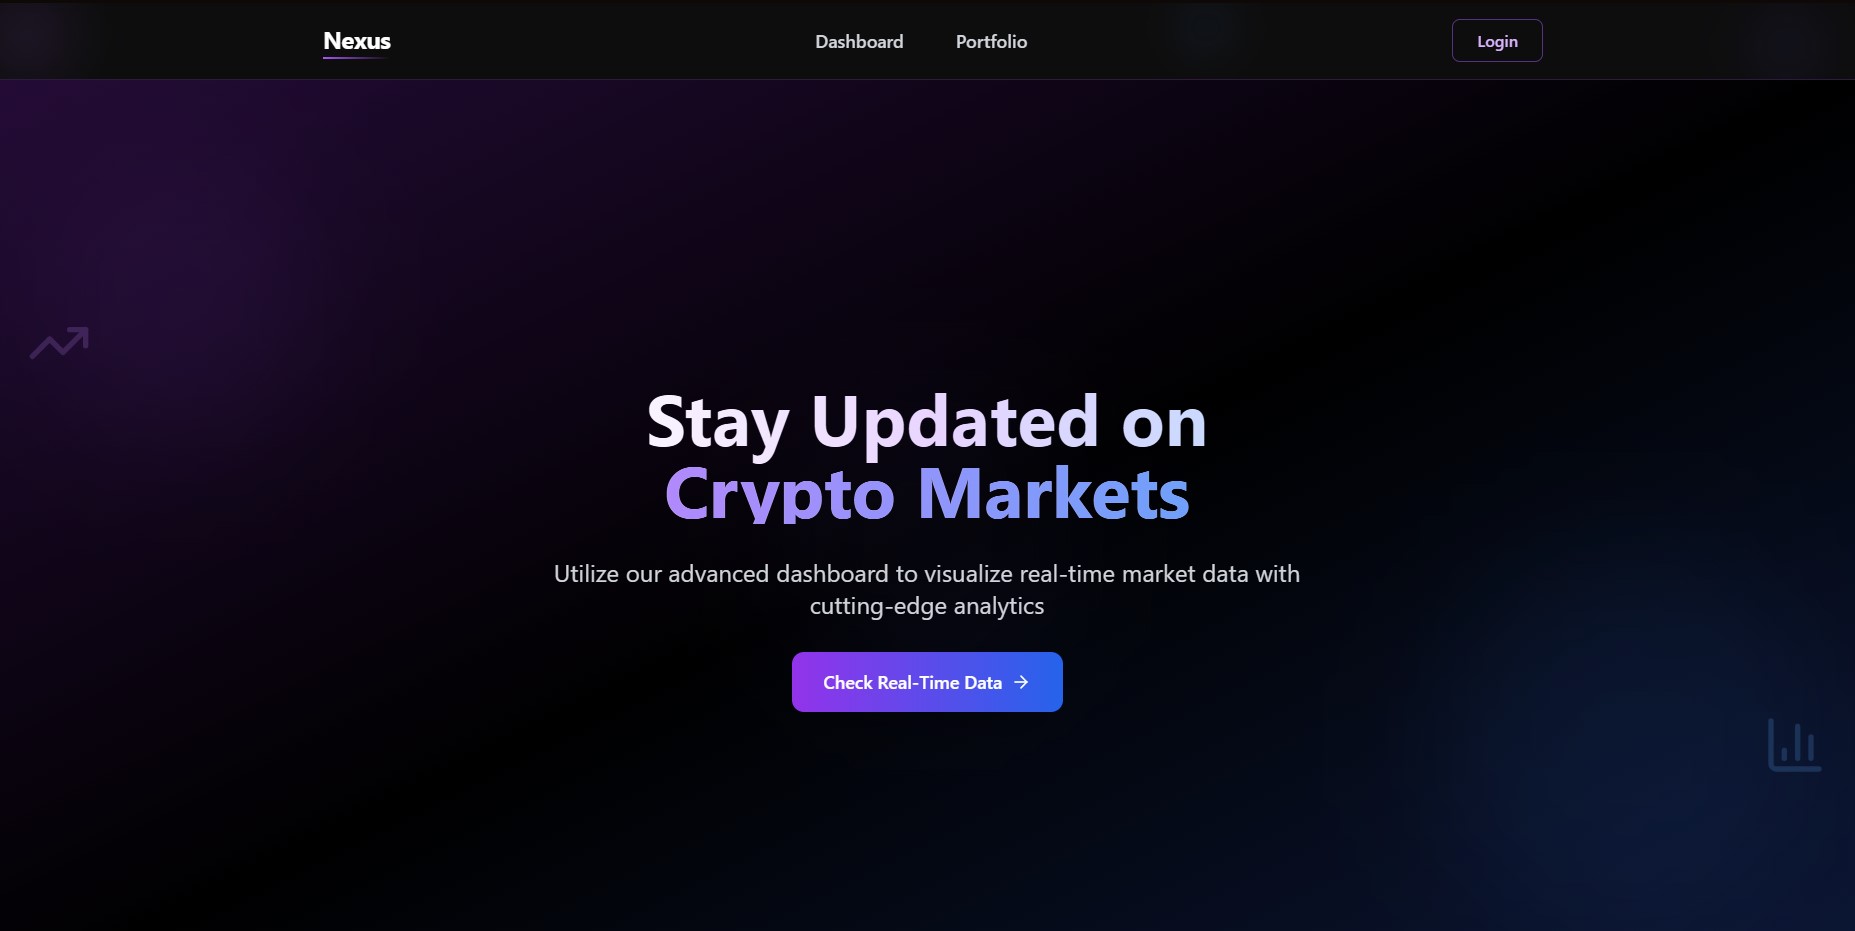 Nexus
Dashboard
Portfolio
Login
Stay Updated on
Crypto Markets
Utilize our advanced dashboard to visualize real-time market data with
cutting-edge analytics
Check Real-Time Data